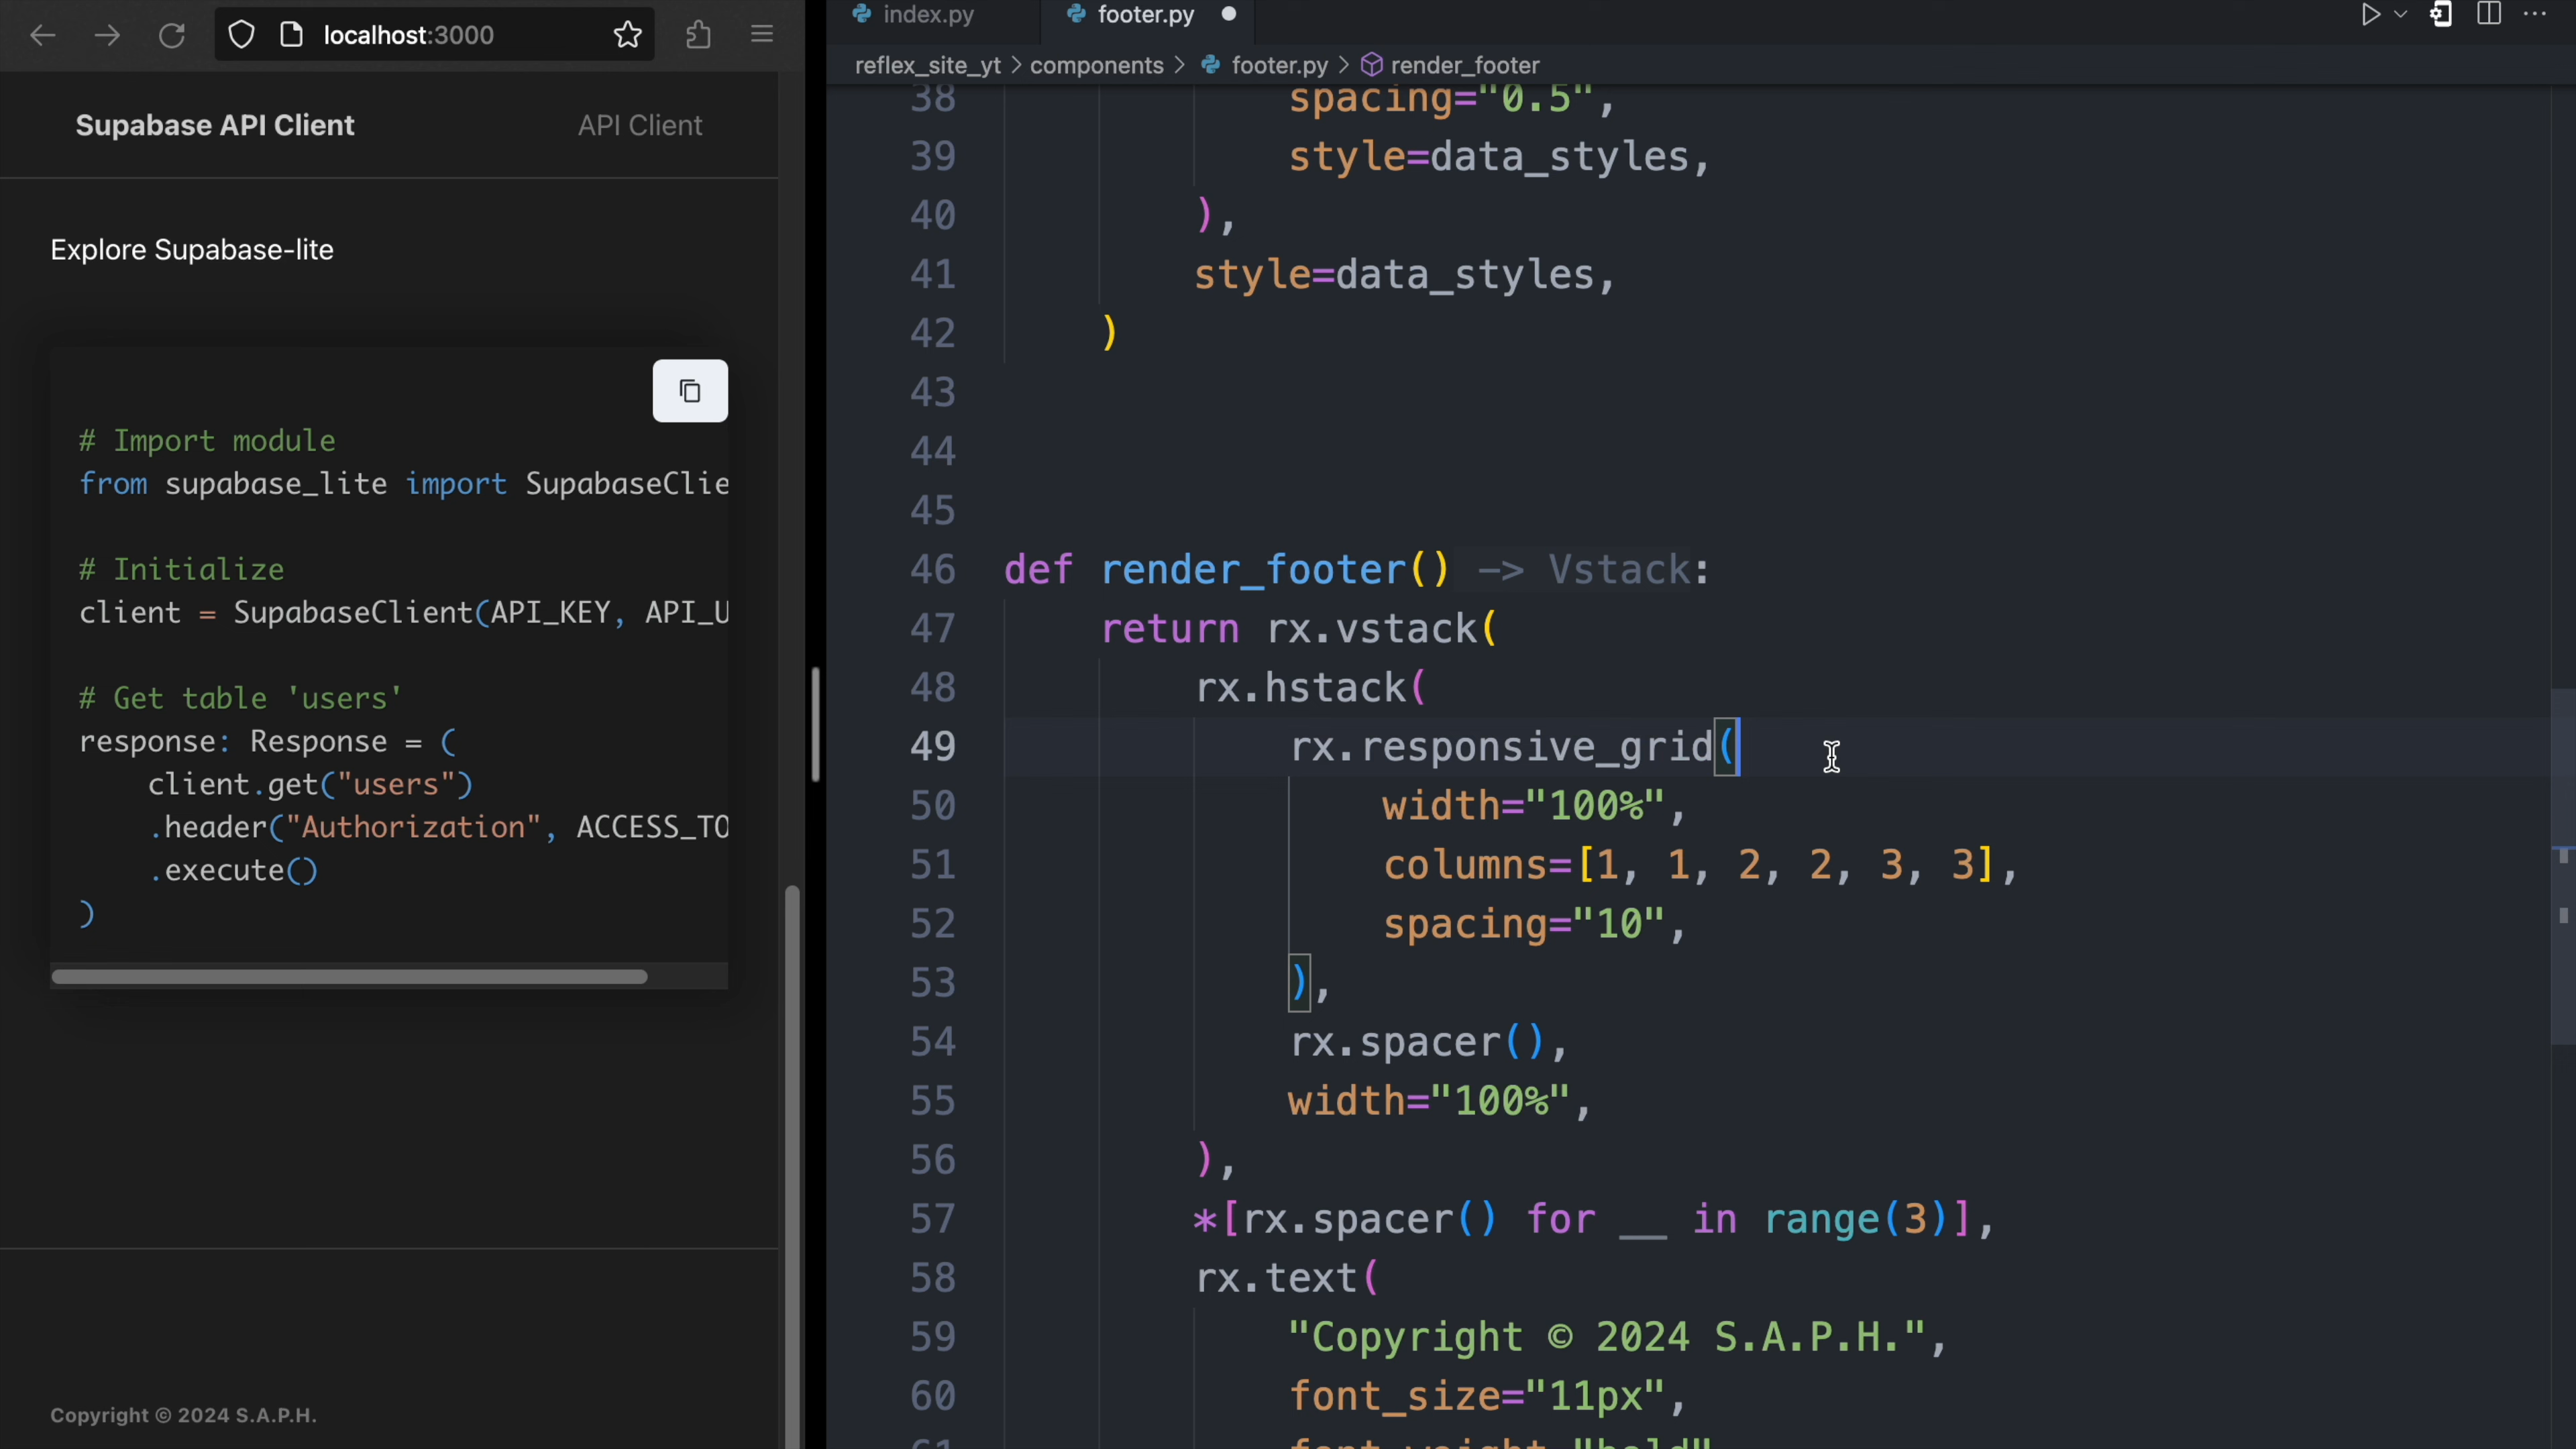 localhost:3000
Supabase API Client
API Client
Explore Supabase-lite
# Import module
from supabase_lite import SupabaseClie
# Initialize
client = SupabaseClient(API_KEY, API_U
# Get table 'users'
response: Response = (
client.get("users")
.header("Authorization", ACCESS_TO
.execute()
)
Copyright © 2024 S.A.P.H.
index.py
footer.py
reflex_site_yt > components > footer.py > render_footer
38 spacing="0.5",
39 style=data_styles,
40 ),
41 style=data_styles,
42 )
43
44
45
46 def render_footer() -> Vstack:
47 return rx.vstack(
48 rx.hstack(
49 rx.responsive_grid(
50 width="100%",
51 columns=[1, 1, 2, 2, 3, 3],
52 spacing="10",
53 ),
54 rx.spacer(),
55 width="100%",
56 ),
57 *[rx.spacer() for __ in range(3)],
58 rx.text(
59 "Copyright © 2024 S.A.P.H.",
60 font_size="11px",
61 font_weight="bold"